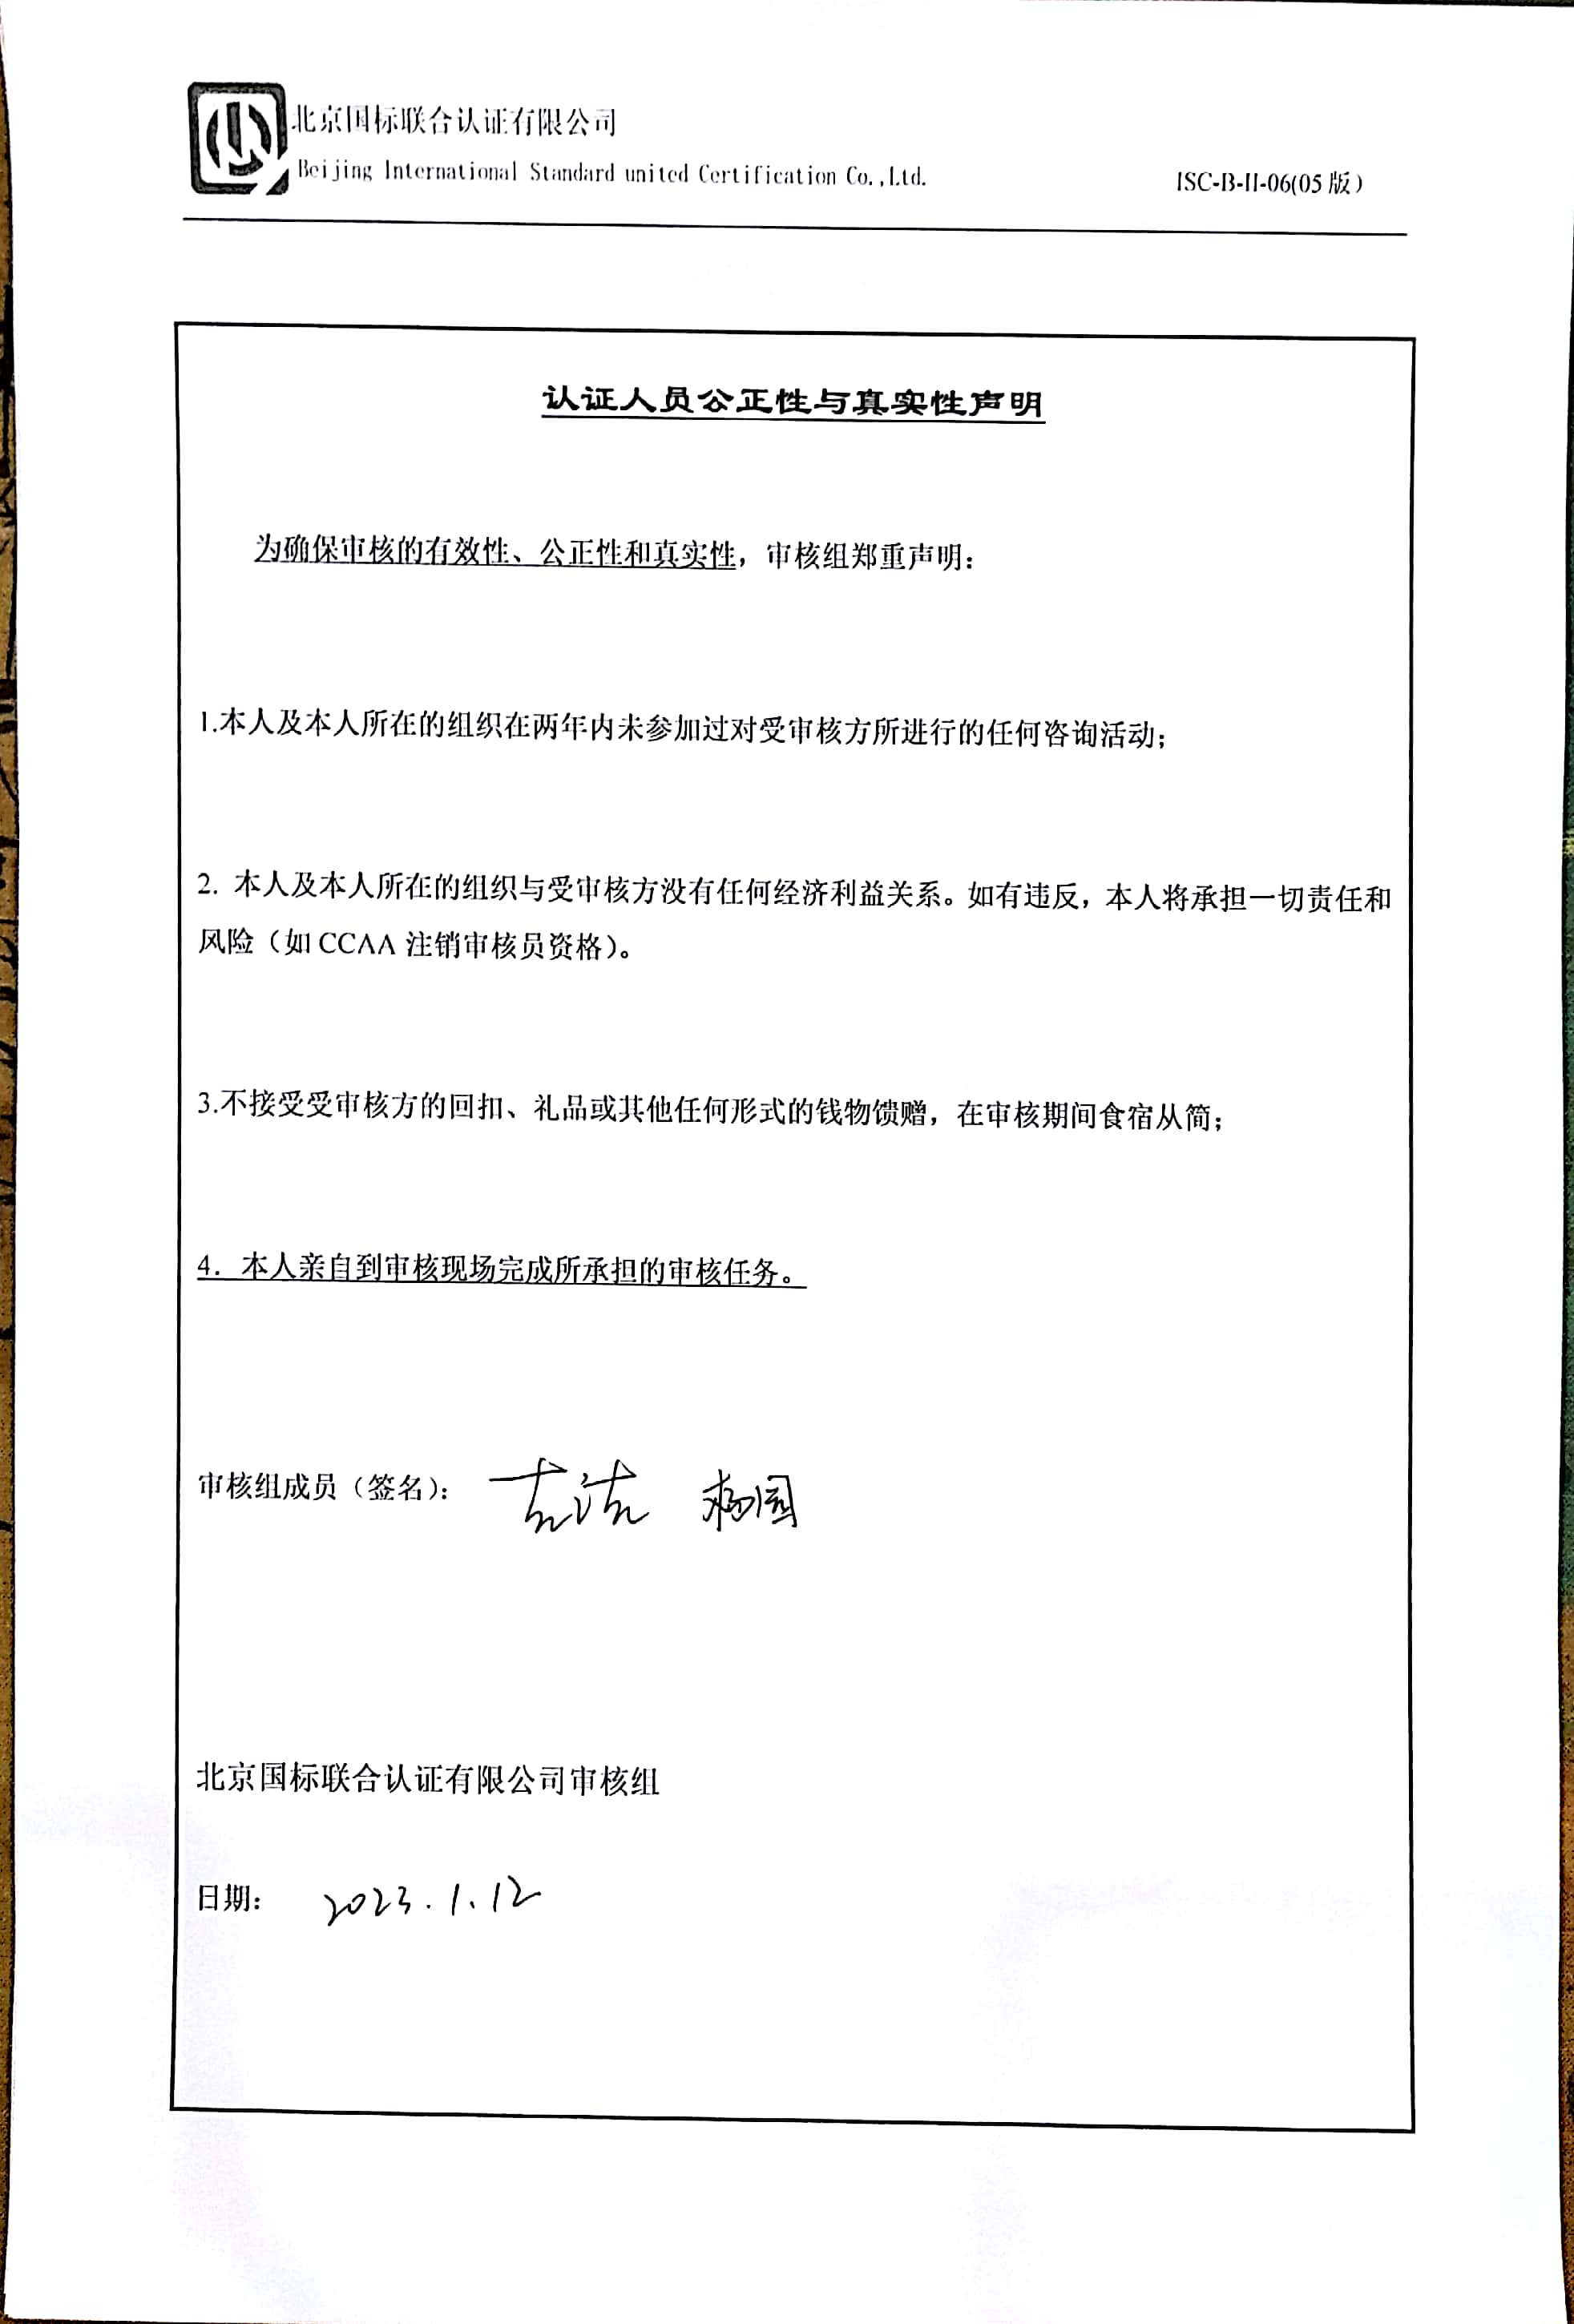 北京国标联合认证有限公司
Beijing International Standard united Certification Co.,Ltd.
ISC-B-II-06(05版)
认证人员公正性与真实性声明
为确保审核的有效性、公正性和真实性，审核组郑重声明：
1.本人及本人所在的组织在两年内未参加过对受审核方所进行的任何咨询活动；
2. 本人及本人所在的组织与受审核方没有任何经济利益关系。如有违反，本人将承担一切责任和
风险（如 CCAA 注销审核员资格）。
3.不接受受审核方的回扣、礼品或其他任何形式的钱物馈赠，在审核期间食宿从简；
4. 本人亲自到审核现场完成所承担的审核任务。
审核组成员（签名）：
北京国标联合认证有限公司审核组
日期： 2023.1.12